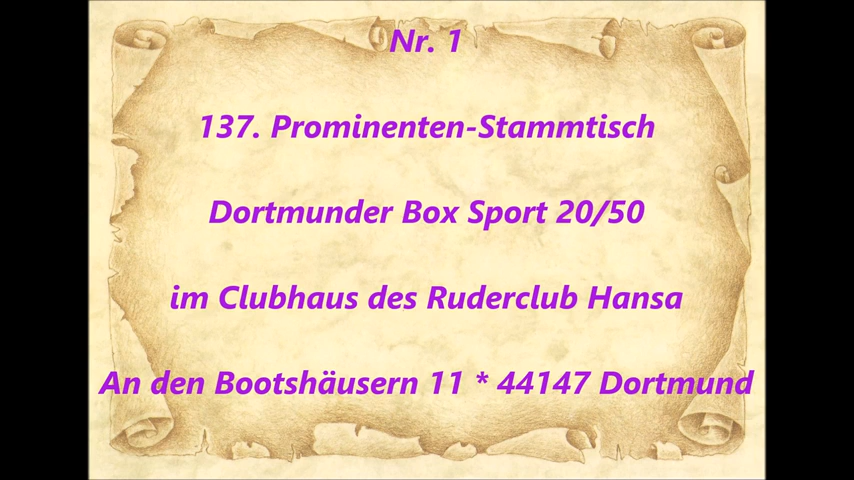 Nr. 1
137. Prominenten-Stammtisch
Dortmunder Box Sport 20/50
im Clubhaus des Ruderclub Hansa
An den Bootshäusern 11 * 44147 Dortmund